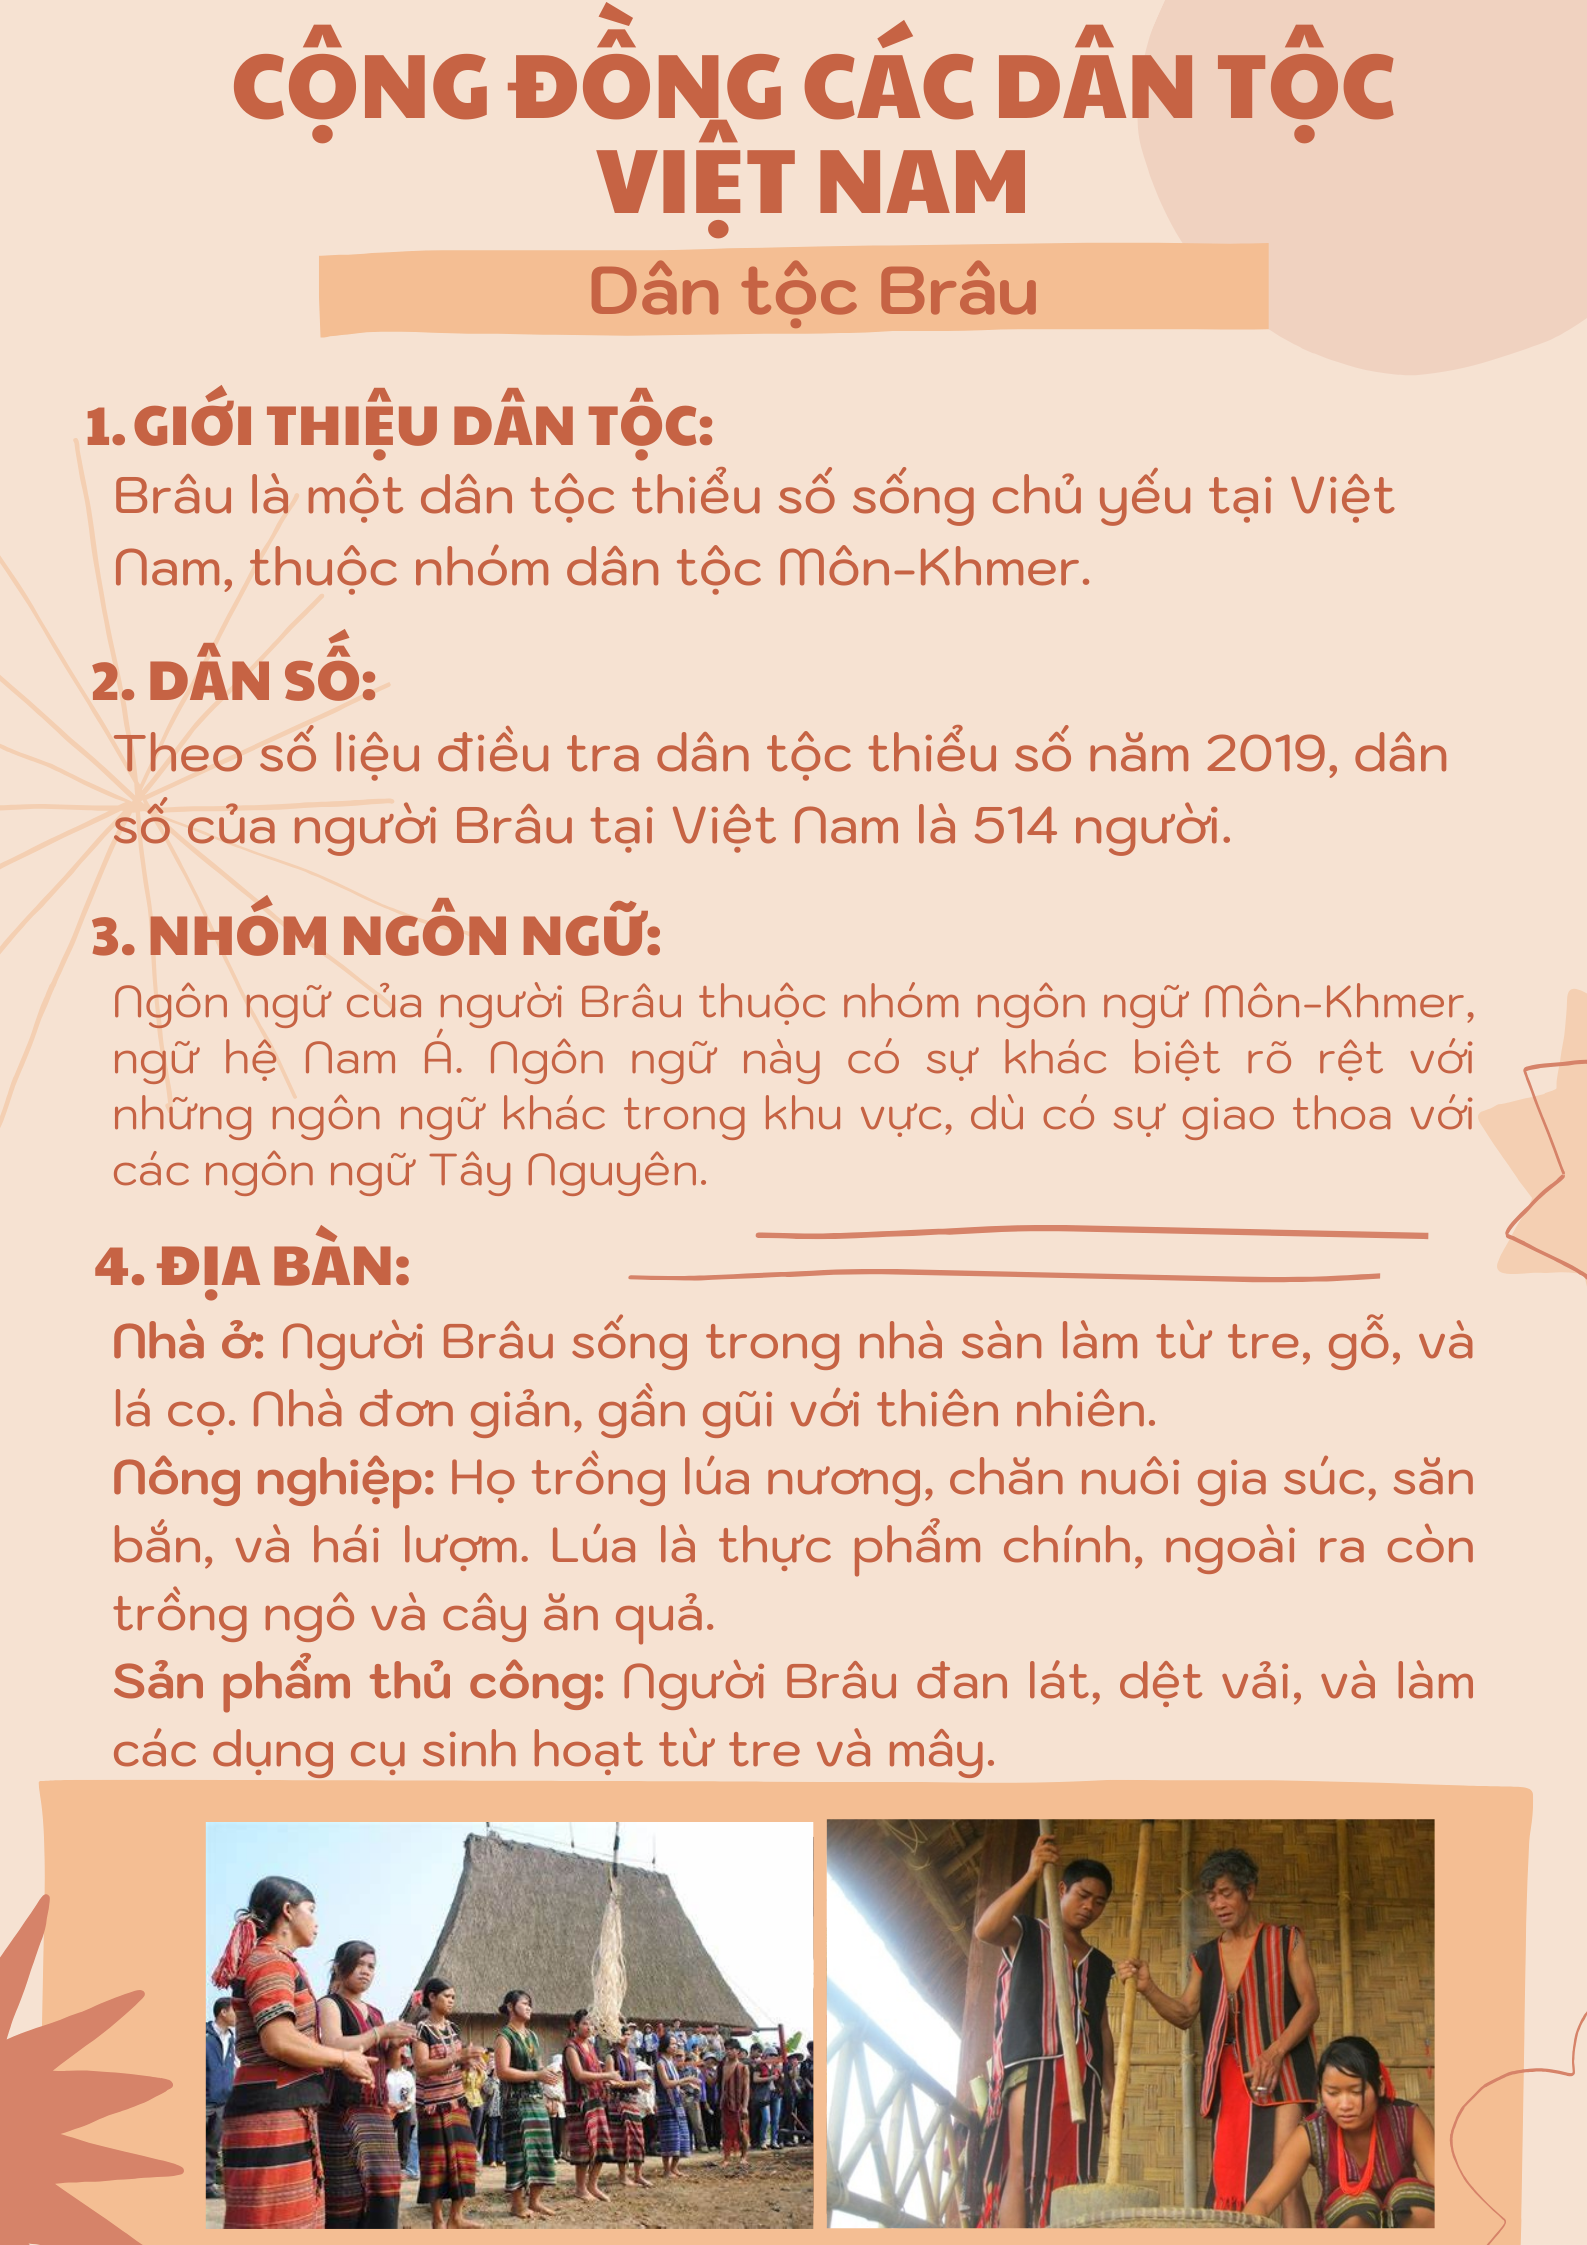 CỘNG ĐỒNG CÁC DÂN TỘC
VIỆT NAM
Dân tộc Brâu
1. GIỚI THIỆU DÂN TỘC:
Brâu là một dân tộc thiểu số sống chủ yếu tại Việt
Nam, thuộc nhóm dân tộc Môn-Khmer.
2. DÂN SỐ:
Theo số liệu điều tra dân tộc thiểu số năm 2019, dân
số của người Brâu tại Việt Nam là 514 người.
3. NHÓM NGÔN NGỮ:
Ngôn ngữ của người Brâu thuộc nhóm ngôn ngữ Môn-Khmer,
ngữ hệ Nam Á. Ngôn ngữ này có sự khác biệt rõ rệt với
những ngôn ngữ khác trong khu vực, dù có sự giao thoa với
các ngôn ngữ Tây Nguyên.
4. ĐỊA BÀN:
Nhà ở: Người Brâu sống trong nhà sàn làm từ tre, gỗ, và
lá cọ. Nhà đơn giản, gần gũi với thiên nhiên.
Nông nghiệp: Họ trồng lúa nương, chăn nuôi gia súc, săn
bắn, và hái lượm. Lúa là thực phẩm chính, ngoài ra còn
trồng ngô và cây ăn quả.
Sản phẩm thủ công: Người Brâu đan lát, dệt vải, và làm
các dụng cụ sinh hoạt từ tre và mây.